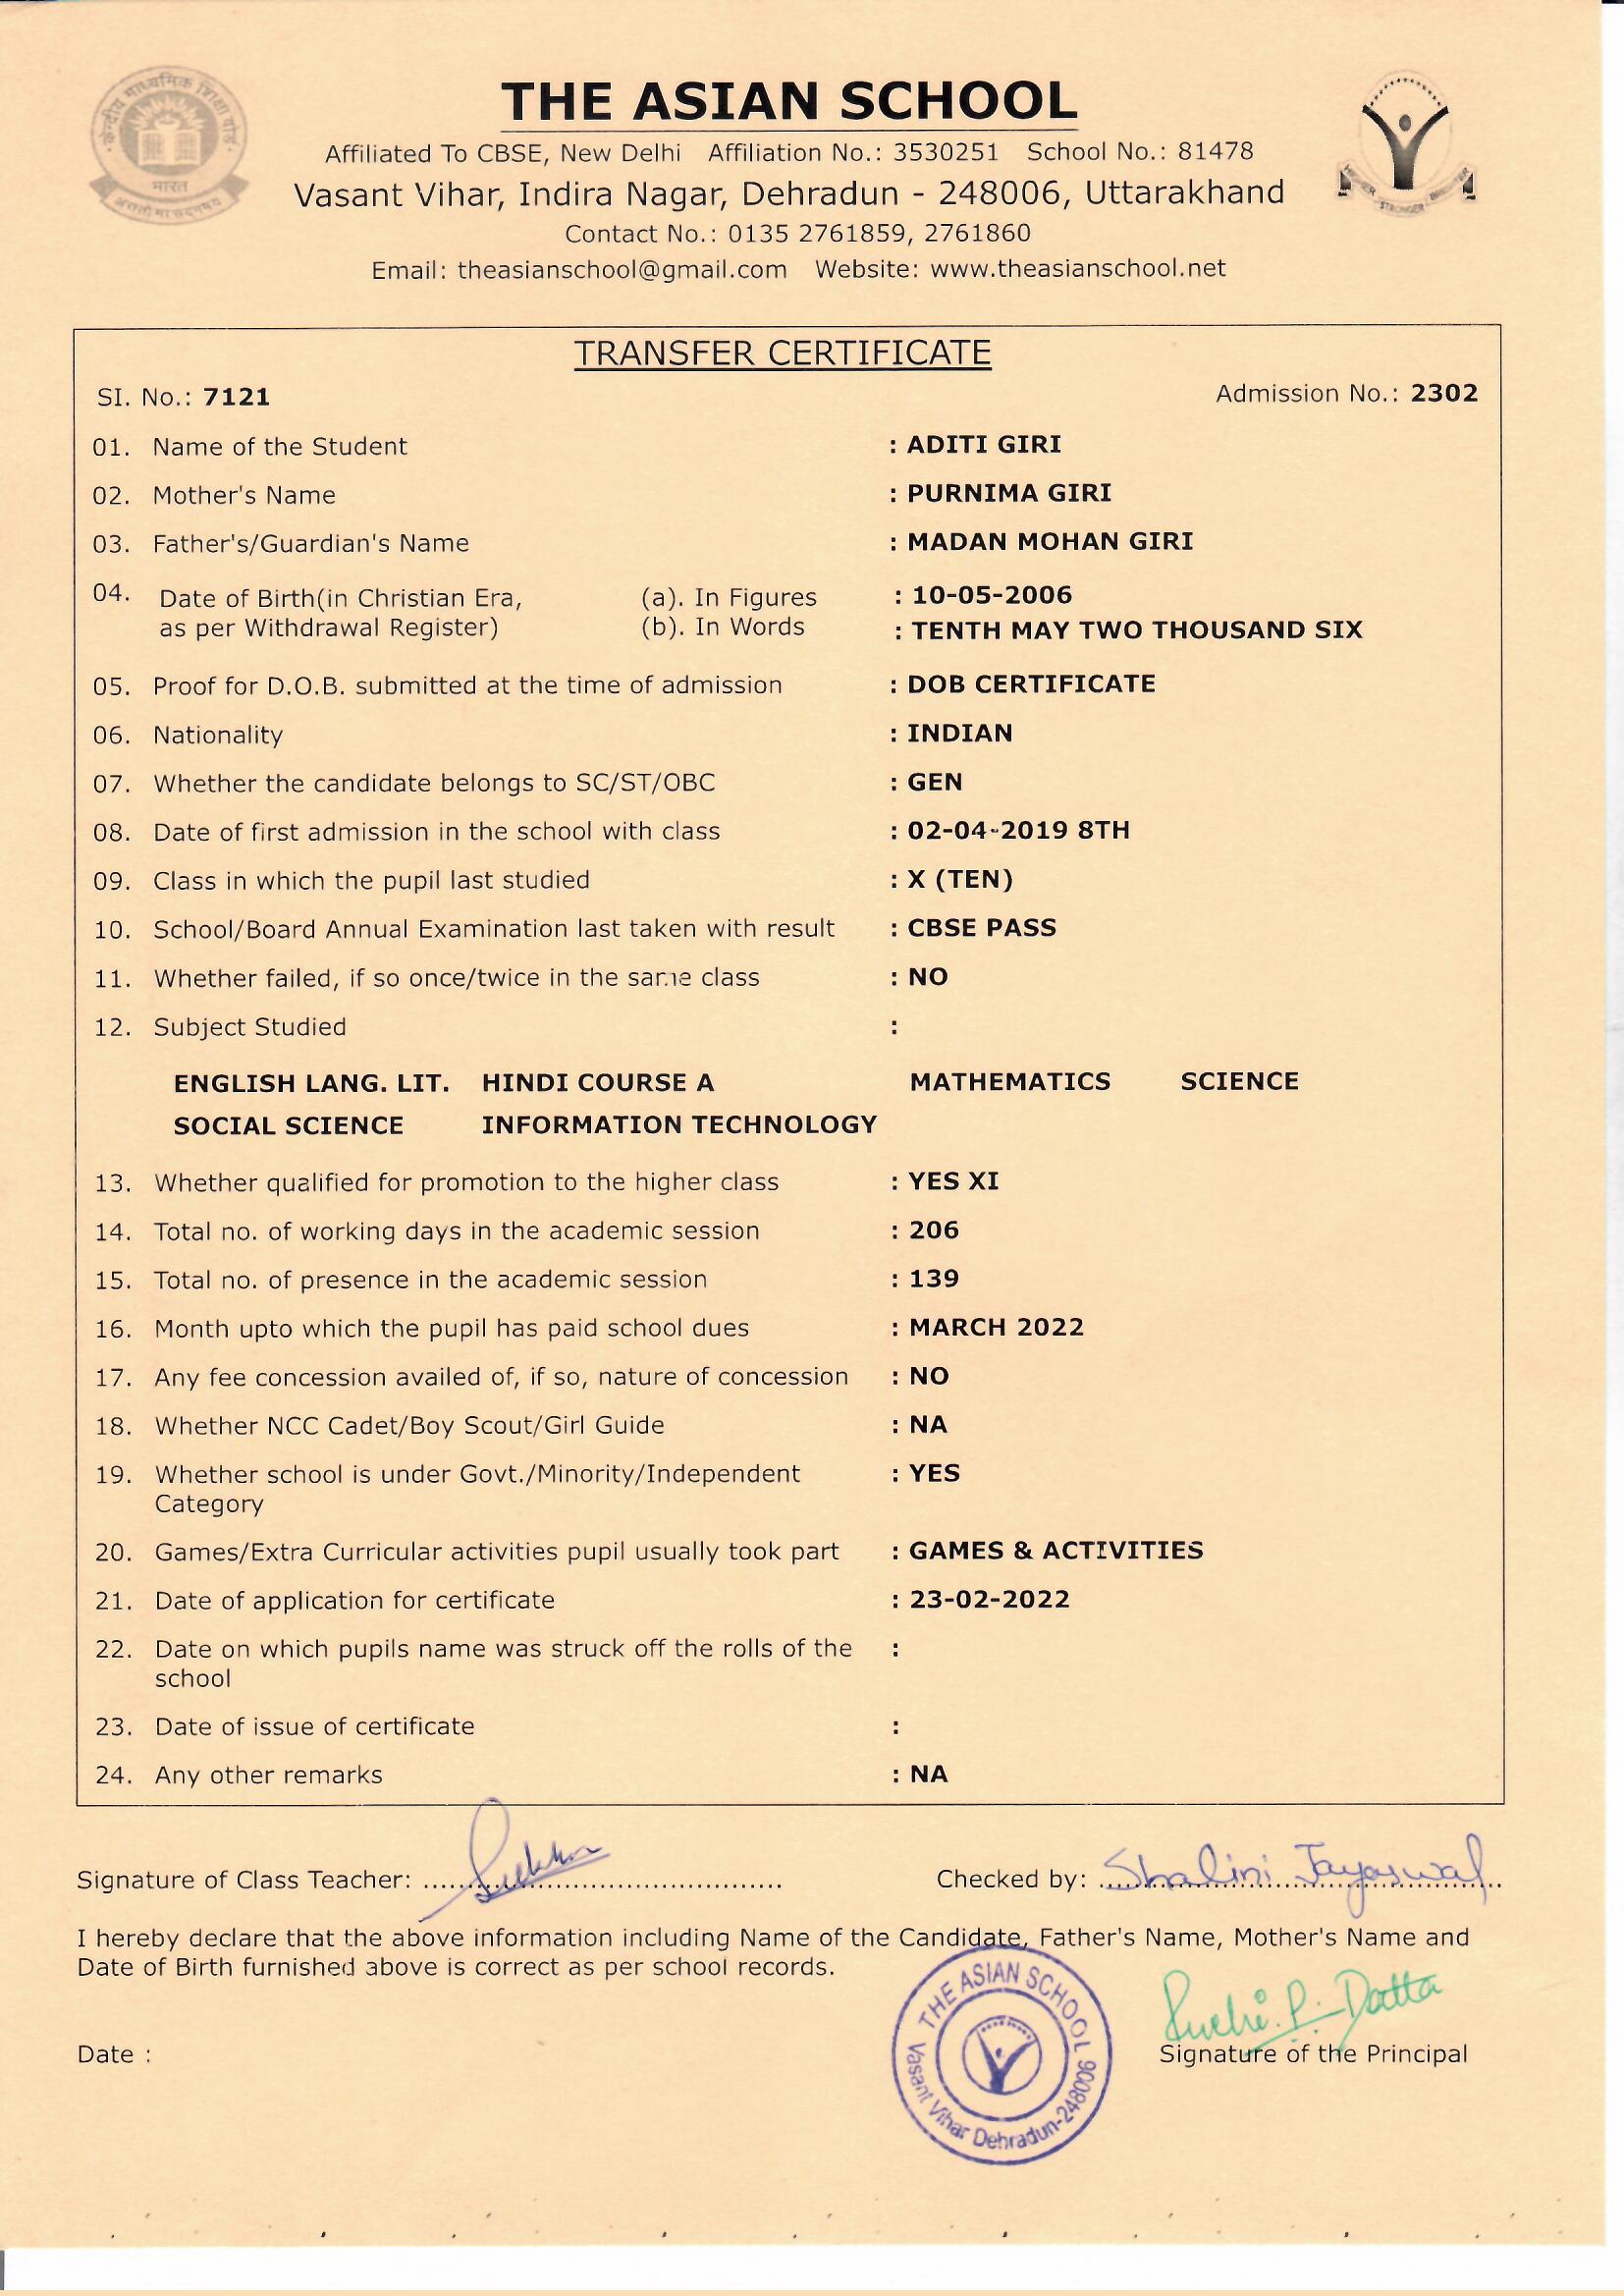 केन्द्रीय माध्यमिक शिक्षा बोर्ड
भारत
असतो मा सद्गमय
THE ASIAN SCHOOL
Affiliated To CBSE, New Delhi Affiliation No.: 3530251 School No.: 81478
Vasant Vihar, Indira Nagar, Dehradun - 248006, Uttarakhand
Contact No.: 0135 2761859, 2761860
Email: theasianschool@gmail.com Website: www.theasianschool.net
STRONGER
TRANSFER CERTIFICATE
SI. No.: 7121 Admission No.: 2302
01. Name of the Student : ADITI GIRI
02. Mother's Name : PURNIMA GIRI
03. Father's/Guardian's Name : MADAN MOHAN GIRI
04. Date of Birth(in Christian Era, (a). In Figures : 10-05-2006
as per Withdrawal Register) (b). In Words : TENTH MAY TWO THOUSAND SIX
05. Proof for D.O.B. submitted at the time of admission : DOB CERTIFICATE
06. Nationality : INDIAN
07. Whether the candidate belongs to SC/ST/OBC : GEN
08. Date of first admission in the school with class : 02-04-2019 8TH
09. Class in which the pupil last studied : X (TEN)
10. School/Board Annual Examination last taken with result : CBSE PASS
11. Whether failed, if so once/twice in the same class : NO
12. Subject Studied :
ENGLISH LANG. LIT. HINDI COURSE A MATHEMATICS SCIENCE
SOCIAL SCIENCE INFORMATION TECHNOLOGY
13. Whether qualified for promotion to the higher class : YES XI
14. Total no. of working days in the academic session : 206
15. Total no. of presence in the academic session : 139
16. Month upto which the pupil has paid school dues : MARCH 2022
17. Any fee concession availed of, if so, nature of concession : NO
18. Whether NCC Cadet/Boy Scout/Girl Guide : NA
19. Whether school is under Govt./Minority/Independent : YES
Category
20. Games/Extra Curricular activities pupil usually took part : GAMES & ACTIVITIES
21. Date of application for certificate : 23-02-2022
22. Date on which pupils name was struck off the rolls of the :
school
23. Date of issue of certificate :
24. Any other remarks : NA
Signature of Class Teacher: Checked by: Shalini Jayaswal
I hereby declare that the above information including Name of the Candidate, Father's Name, Mother's Name and
Date of Birth furnished above is correct as per school records.
THE ASIAN SCHOOL
Vasant Vihar Dehradun-248006
Ruchi. P. Datta
Date : Signature of the Principal